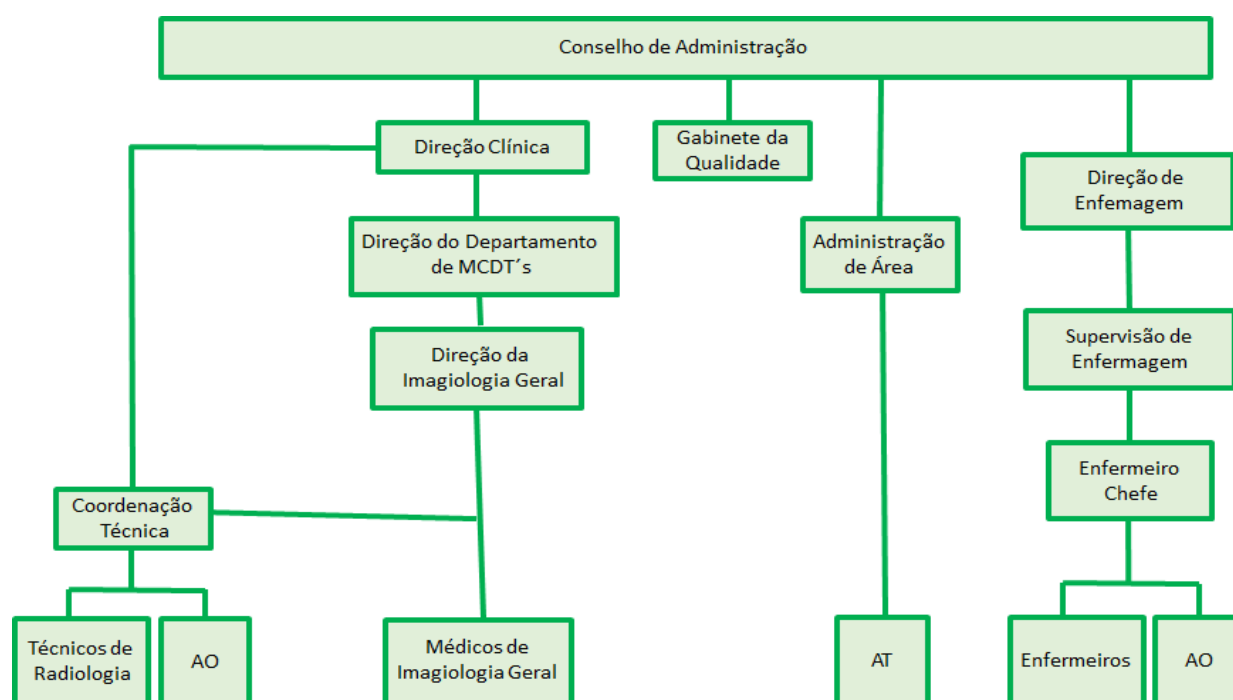 Conselho de Administração
Direção Clínica
Gabinete da
Qualidade
Direção de
Enfemagem
Direção do Departamento
de MCDT´s
Administração
de Área
Direção da
Imagiologia Geral
Supervisão de
Enfermagem
Enfermeiro
Chefe
Coordenação
Técnica
Técnicos de
Radiologia
AO
Médicos de
Imagiologia Geral
AT
Enfermeiros
AO